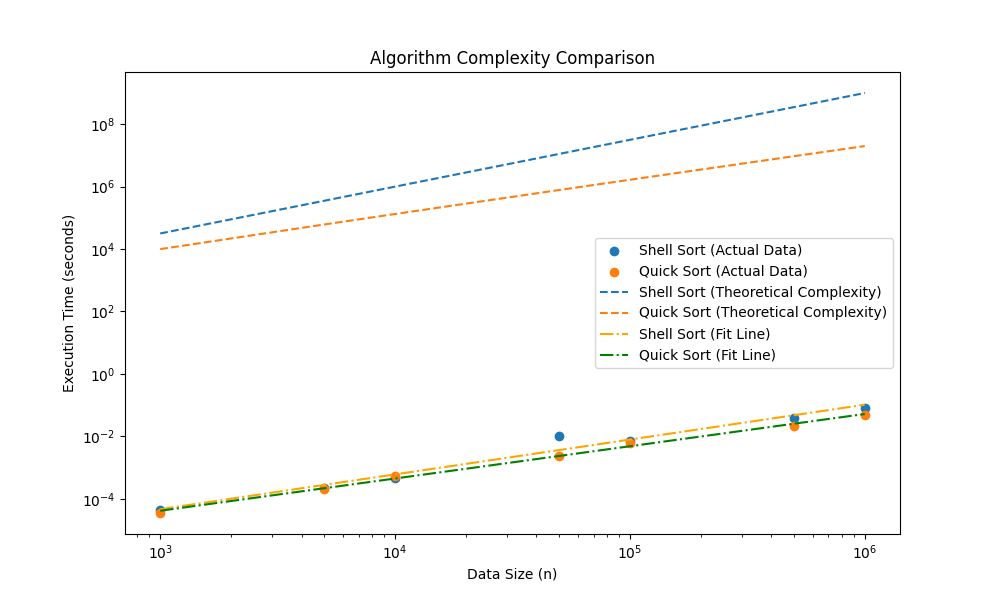 Algorithm Complexity Comparison
Execution Time (seconds)
10^8
10^6
10^4
10^2
10^0
10^-2
10^-4
Shell Sort (Actual Data)
Quick Sort (Actual Data)
Shell Sort (Theoretical Complexity)
Quick Sort (Theoretical Complexity)
Shell Sort (Fit Line)
Quick Sort (Fit Line)
10^3 10^4 10^5 10^6
Data Size (n)